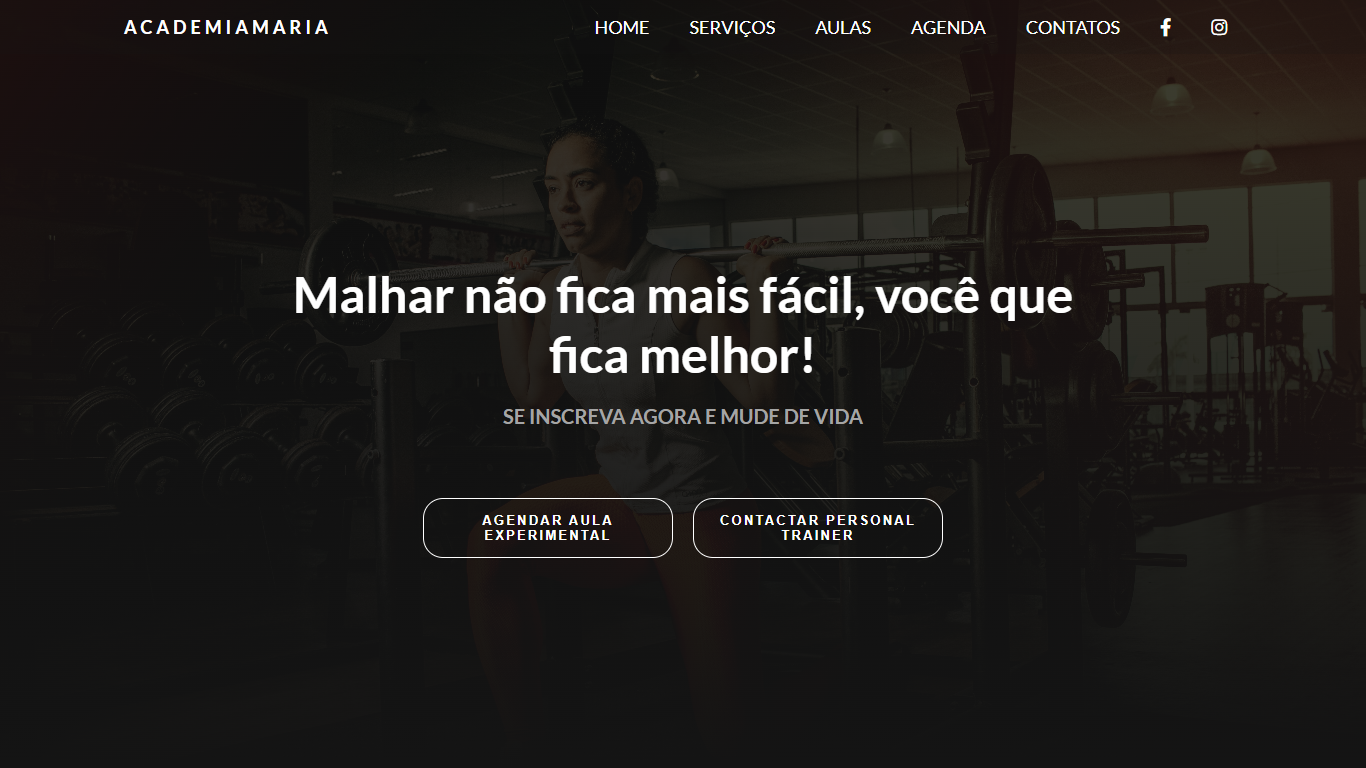 ACADEMIAMARIA
HOME SERVIÇOS AULAS AGENDA CONTATOS
Malhar não fica mais fácil, você que
fica melhor!
SE INSCREVA AGORA E MUDE DE VIDA
AGENDAR AULA
EXPERIMENTAL
CONTACTAR PERSONAL
TRAINER